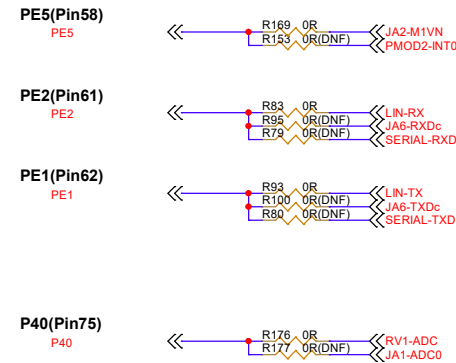 PE5(Pin58)
PE5
R169 0R JA2-M1VN
R153 0R(DNF) PMOD2-INT0
PE2(Pin61)
PE2
R83 0R LIN-RX
R95 0R(DNF) JA6-RXDc
R79 0R(DNF) SERIAL-RXD
PE1(Pin62)
PE1
R93 0R LIN-TX
R100 0R(DNF) JA6-TXDc
R80 0R(DNF) SERIAL-TXD
P40(Pin75)
P40
R176 0R RV1-ADC
R177 0R(DNF) JA1-ADC0